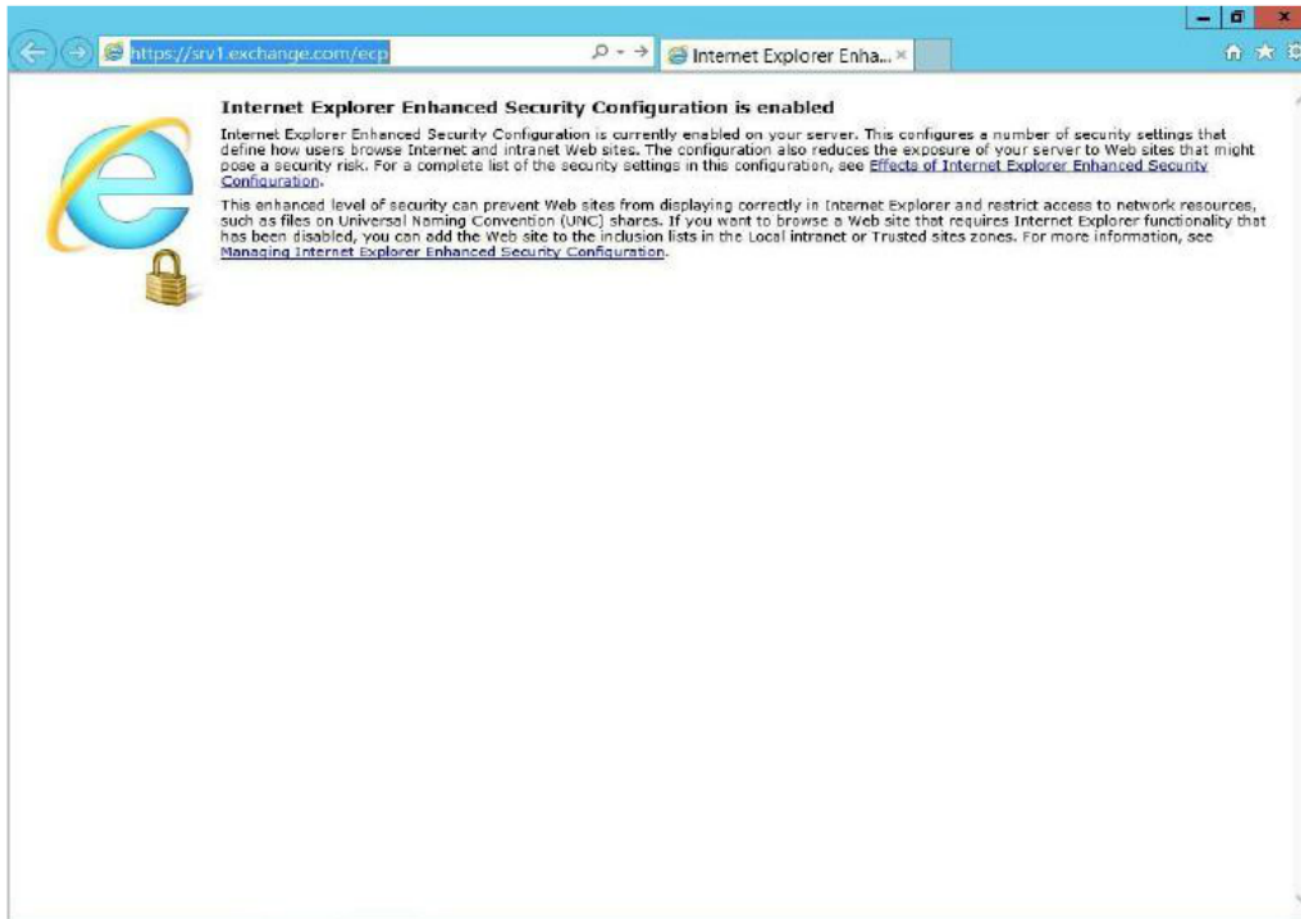 https://srv1.exchange.com/ecp
Internet Explorer Enha...
Internet Explorer Enhanced Security Configuration is enabled
Internet Explorer Enhanced Security Configuration is currently enabled on your server. This configures a number of security settings that
define how users browse Internet and intranet Web sites. The configuration also reduces the exposure of your server to Web sites that might
pose a security risk. For a complete list of the security settings in this configuration, see Effects of Internet Explorer Enhanced Security
Configuration.
This enhanced level of security can prevent Web sites from displaying correctly in Internet Explorer and restrict access to network resources,
such as files on Universal Naming Convention (UNC) shares. If you want to browse a Web site that requires Internet Explorer functionality that
has been disabled, you can add the Web site to the inclusion lists in the Local intranet or Trusted sites zones. For more information, see
Managing Internet Explorer Enhanced Security Configuration.